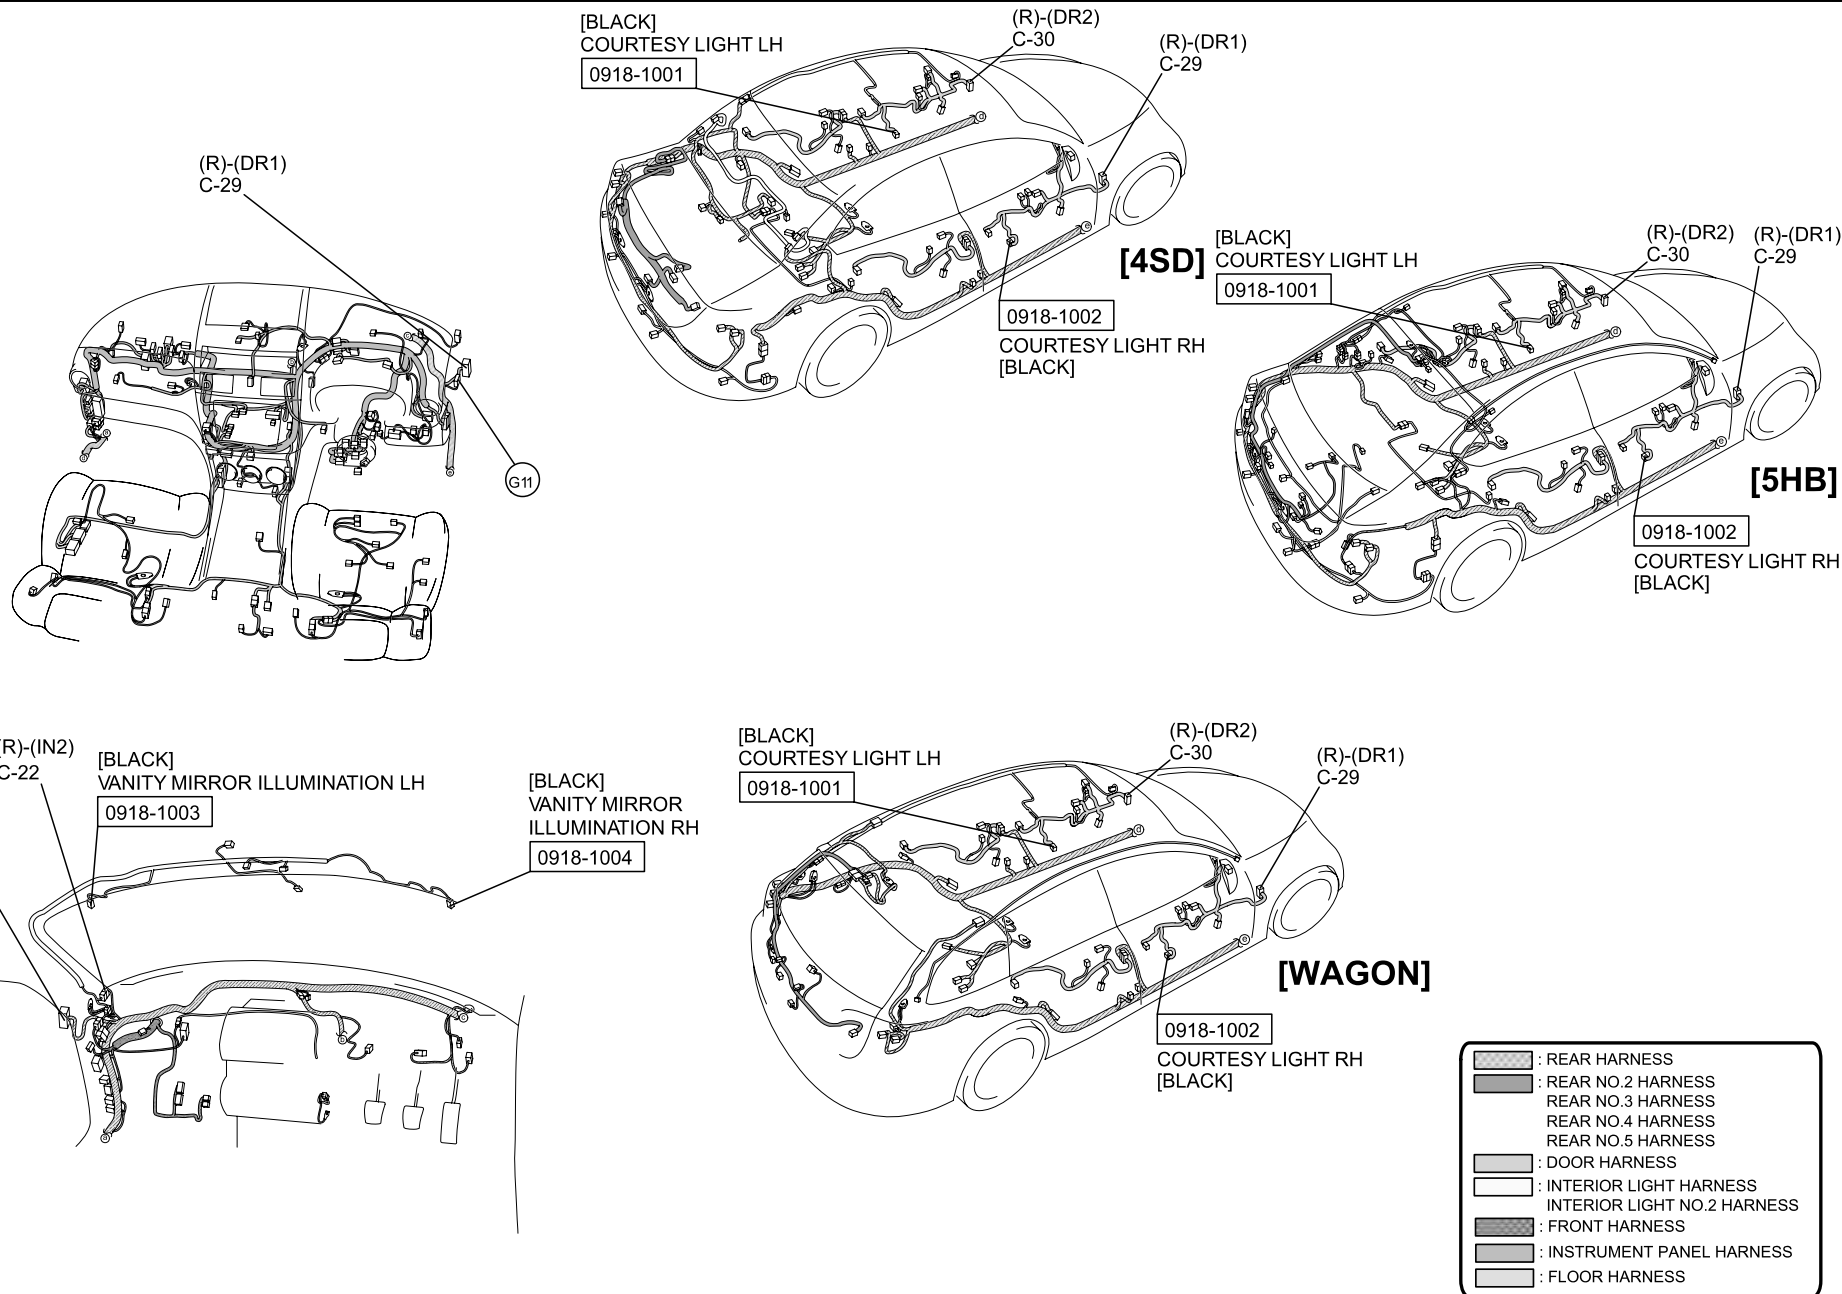 [BLACK]
COURTESY LIGHT LH
0918-1001
(R)-(DR2)
C-30
(R)-(DR1)
C-29
[4SD]
0918-1002
COURTESY LIGHT RH
[BLACK]
(R)-(DR1)
C-29
G11
[BLACK]
COURTESY LIGHT LH
0918-1001
(R)-(DR2)
C-30
(R)-(DR1)
C-29
[5HB]
0918-1002
COURTESY LIGHT RH
[BLACK]
(R)-(IN2)
C-22
[BLACK]
VANITY MIRROR ILLUMINATION LH
0918-1003
[BLACK]
VANITY MIRROR
ILLUMINATION RH
0918-1004
[BLACK]
COURTESY LIGHT LH
0918-1001
(R)-(DR2)
C-30
(R)-(DR1)
C-29
[WAGON]
0918-1002
COURTESY LIGHT RH
[BLACK]
: REAR HARNESS
: REAR NO.2 HARNESS
REAR NO.3 HARNESS
REAR NO.4 HARNESS
REAR NO.5 HARNESS
: DOOR HARNESS
: INTERIOR LIGHT HARNESS
INTERIOR LIGHT NO.2 HARNESS
: FRONT HARNESS
: INSTRUMENT PANEL HARNESS
: FLOOR HARNESS